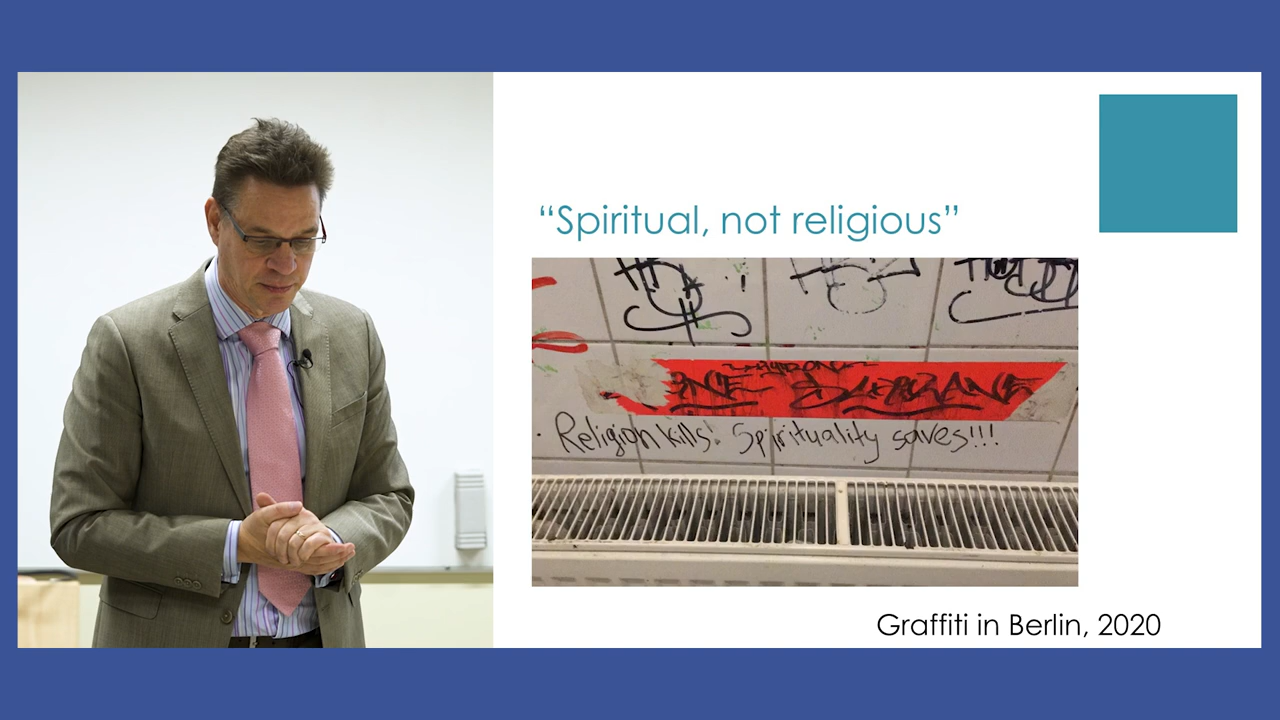 “Spiritual, not religious”
Religion kills! Spirituality saves!!!
Graffiti in Berlin, 2020